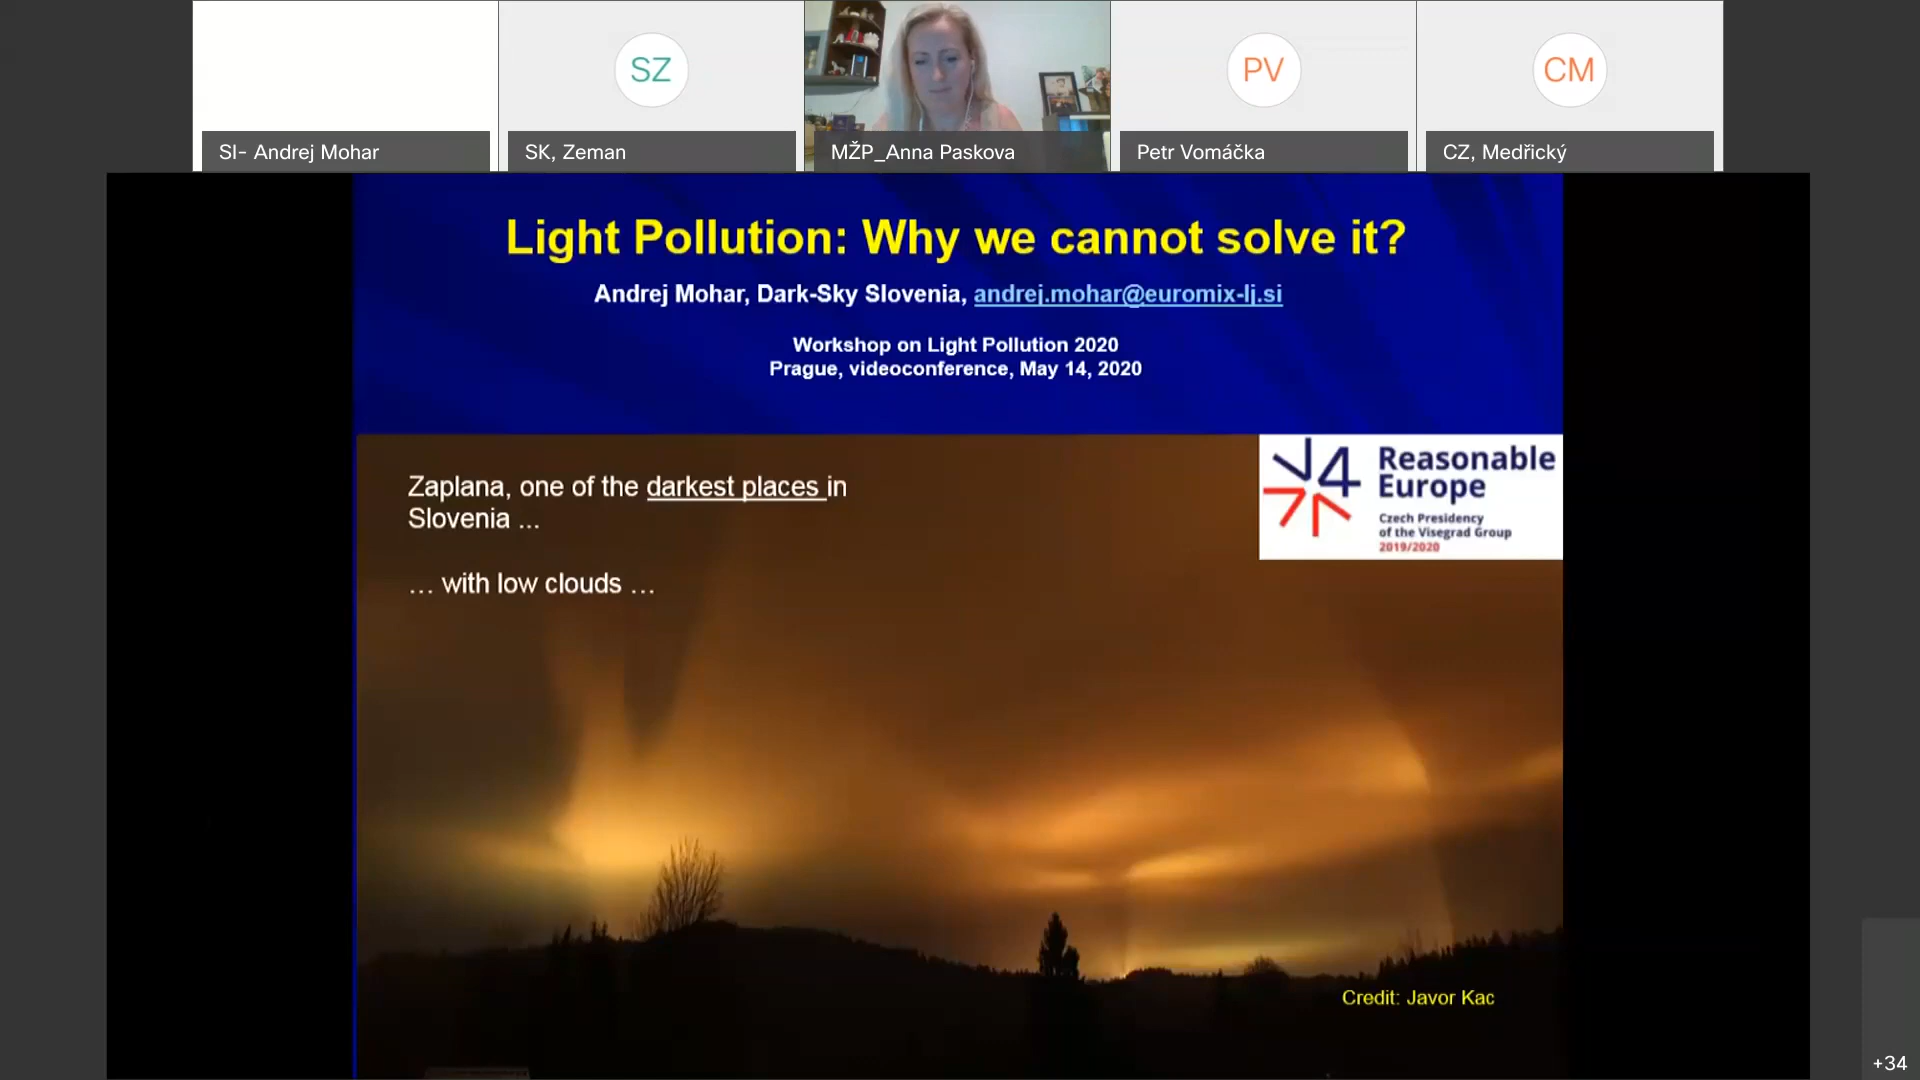 SZ
PV
CM
SI- Andrej Mohar
SK, Zeman
MŽP_Anna Paskova
Petr Vomáčka
CZ, Medřický
Light Pollution: Why we cannot solve it?
Andrej Mohar, Dark-Sky Slovenia, andrej.mohar@euromix-lj.si
Workshop on Light Pollution 2020
Prague, videoconference, May 14, 2020
Zaplana, one of the darkest places in
Slovenia ...
… with low clouds …
V4
Reasonable
Europe
Czech Presidency
of the Visegrad Group
2019/2020
Credit: Javor Kac
+34